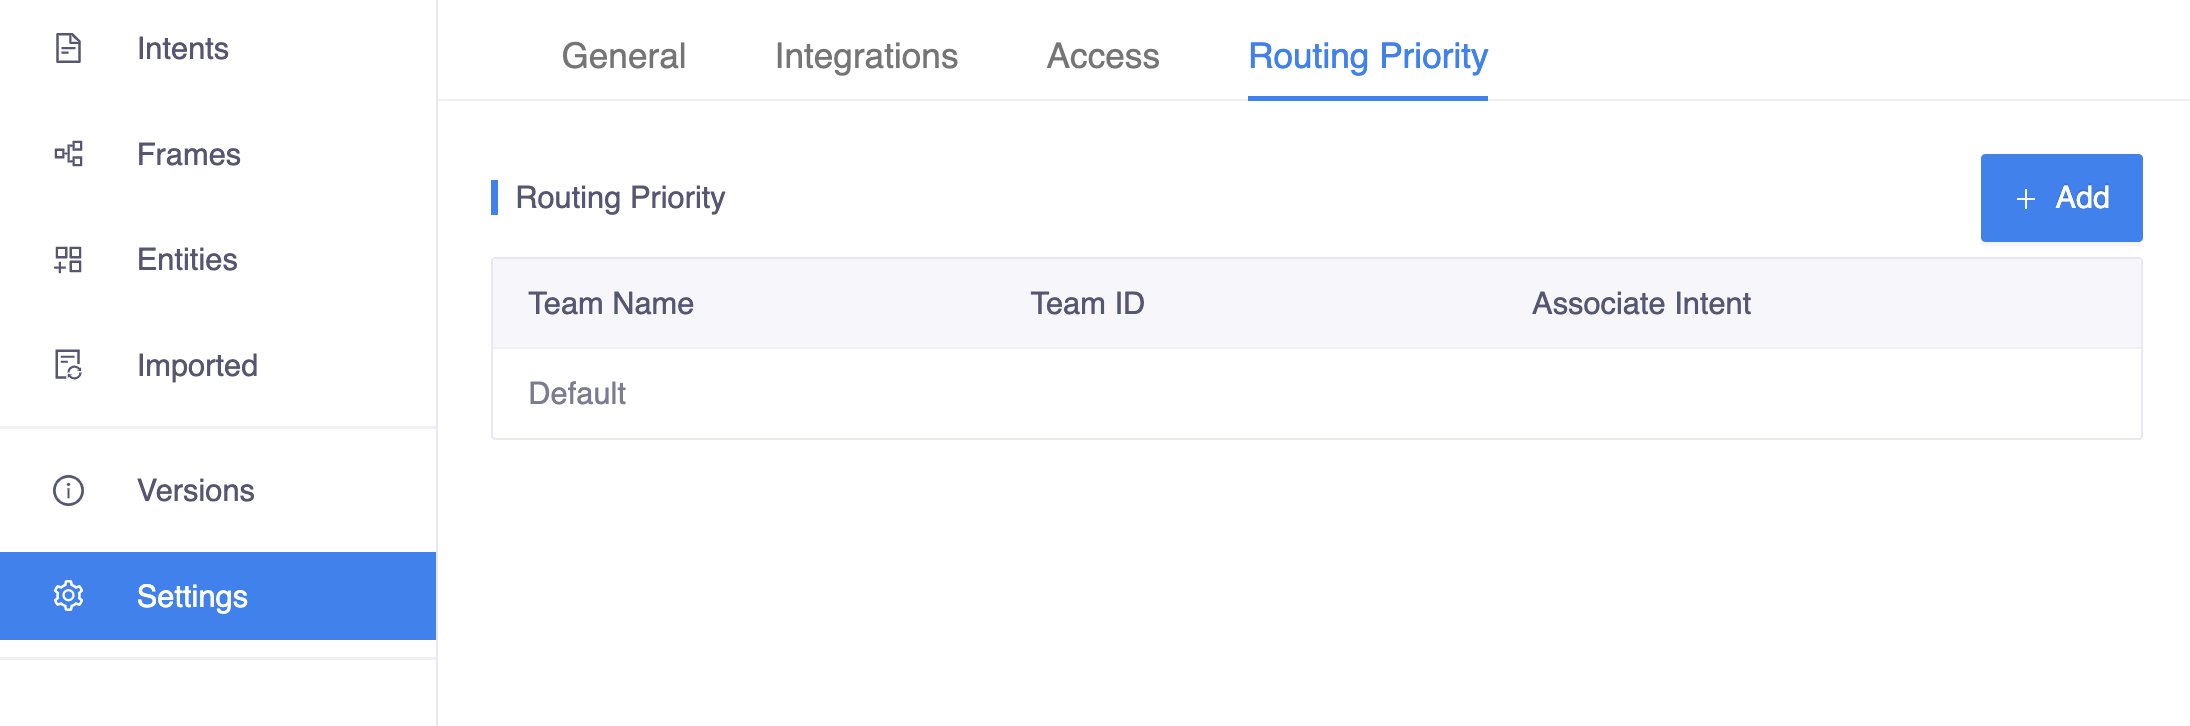 Intents
Frames
Entities
Imported
Versions
Settings
General Integrations Access Routing Priority
Routing Priority
+ Add
Team Name Team ID Associate Intent
Default